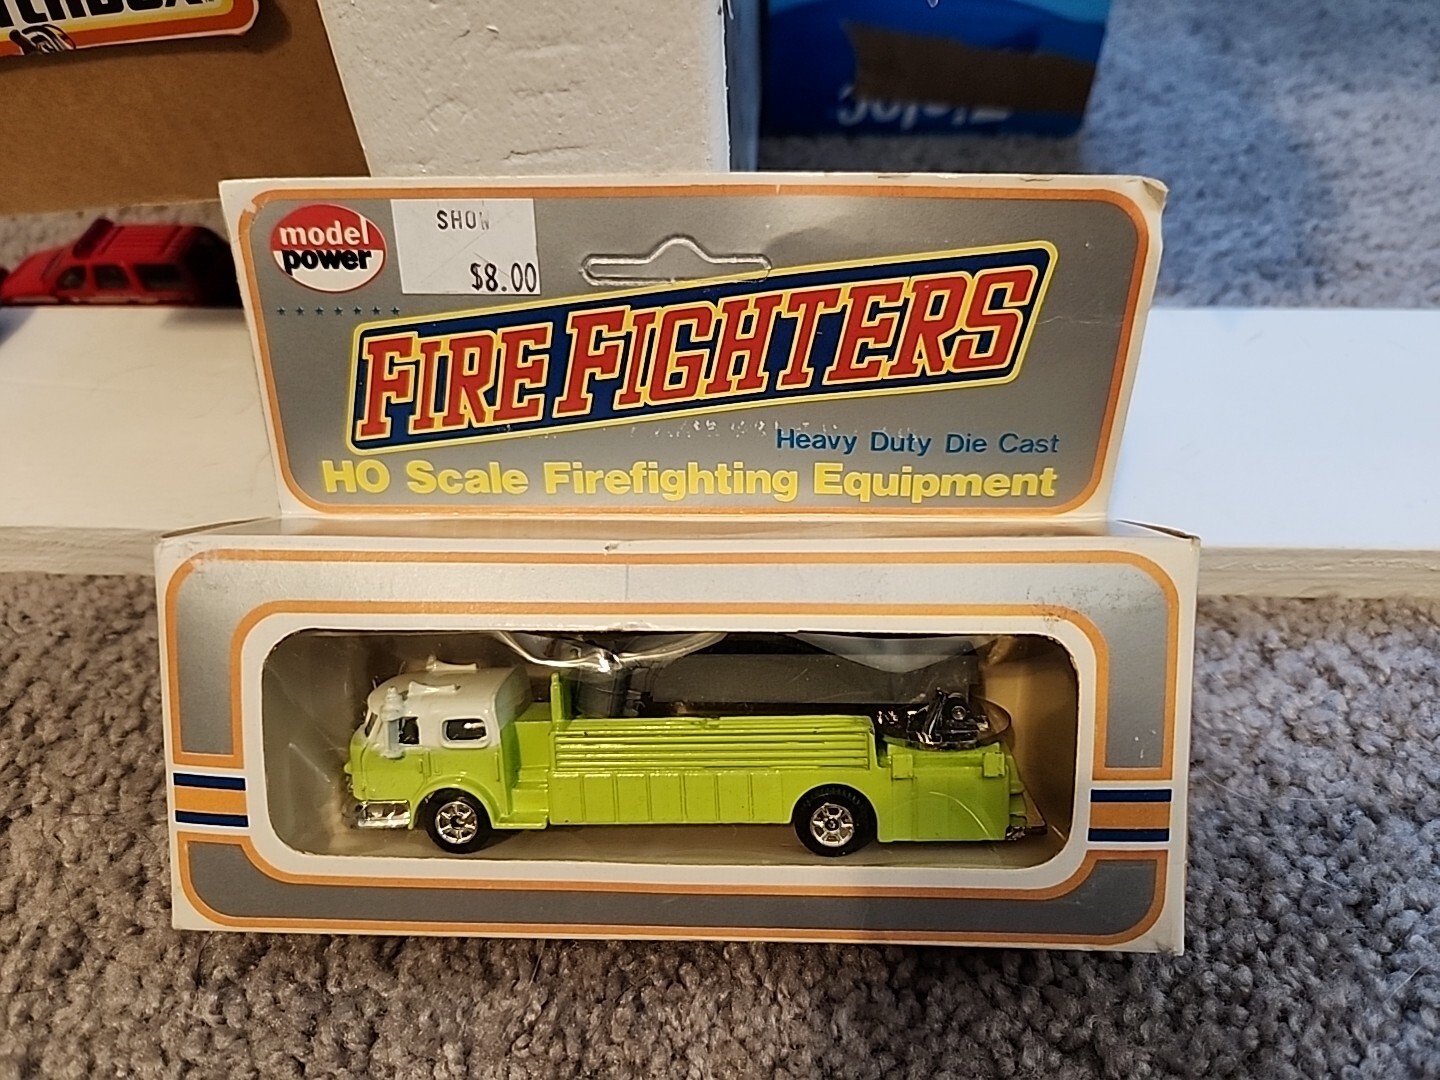 model
power
SHOW
$8.00
FIRE FIGHTERS
Heavy Duty Die Cast
HO Scale Firefighting Equipment